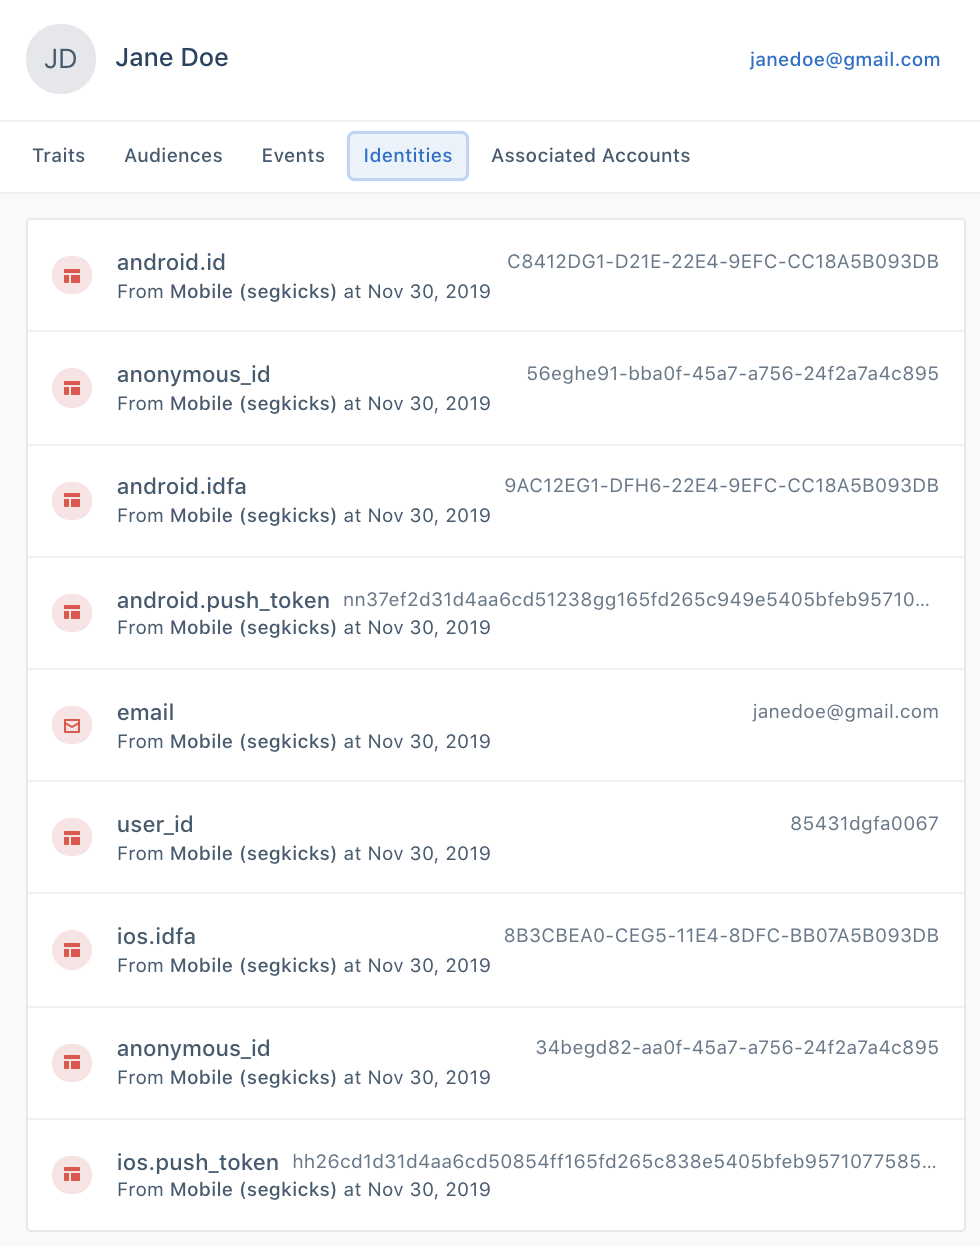 JD
Jane Doe
janedoe@gmail.com
Traits Audiences Events Identities Associated Accounts
android.id C8412DG1-D21E-22E4-9EFC-CC18A5B093DB
From Mobile (segkicks) at Nov 30, 2019
anonymous_id 56eghe91-bba0f-45a7-a756-24f2a7a4c895
From Mobile (segkicks) at Nov 30, 2019
android.idfa 9AC12EG1-DFH6-22E4-9EFC-CC18A5B093DB
From Mobile (segkicks) at Nov 30, 2019
android.push_token nn37ef2d31d4aa6cd51238gg165fd265c949e5405bfeb95710...
From Mobile (segkicks) at Nov 30, 2019
email janedoe@gmail.com
From Mobile (segkicks) at Nov 30, 2019
user_id 85431dgfa0067
From Mobile (segkicks) at Nov 30, 2019
ios.idfa 8B3CBEA0-CEG5-11E4-8DFC-BB07A5B093DB
From Mobile (segkicks) at Nov 30, 2019
anonymous_id 34begd82-aa0f-45a7-a756-24f2a7a4c895
From Mobile (segkicks) at Nov 30, 2019
ios.push_token hh26cd1d31d4aa6cd50854ff165fd265c838e5405bfeb9571077585...
From Mobile (segkicks) at Nov 30, 2019